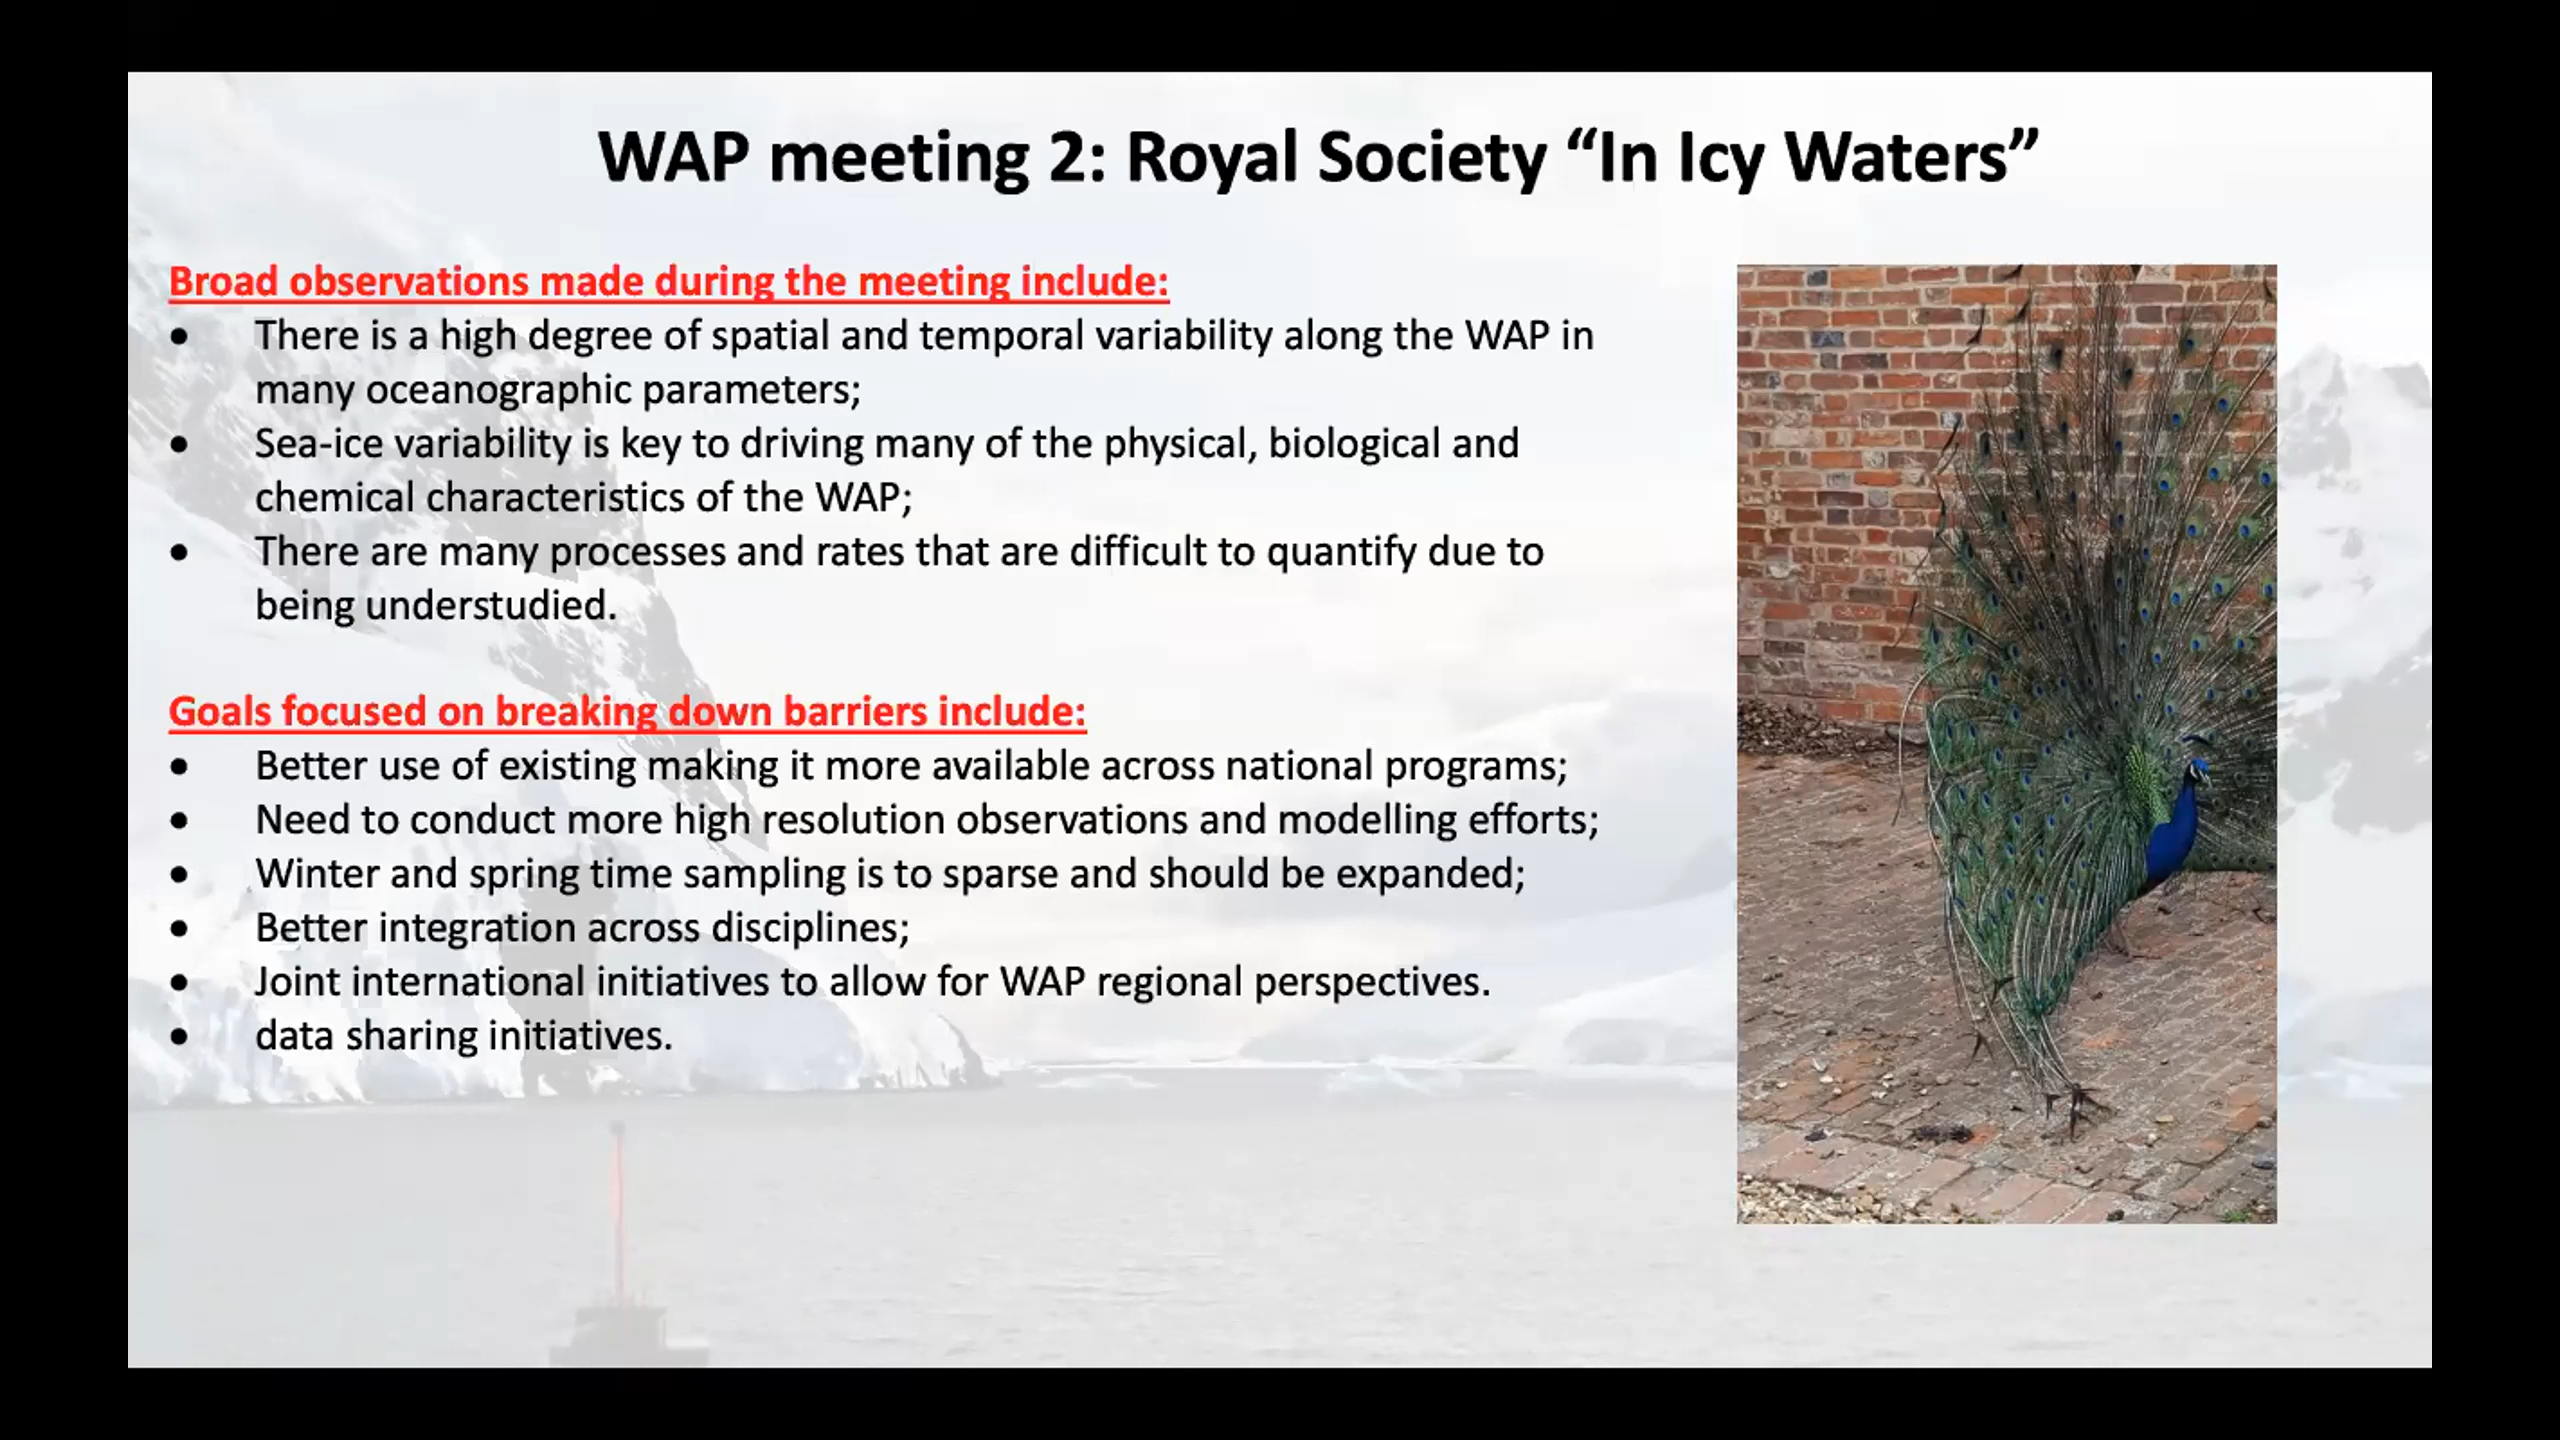 WAP meeting 2: Royal Society “In Icy Waters”
Broad observations made during the meeting include:
• There is a high degree of spatial and temporal variability along the WAP in
many oceanographic parameters;
• Sea-ice variability is key to driving many of the physical, biological and
chemical characteristics of the WAP;
• There are many processes and rates that are difficult to quantify due to
being understudied.
Goals focused on breaking down barriers include:
• Better use of existing making it more available across national programs;
• Need to conduct more high resolution observations and modelling efforts;
• Winter and spring time sampling is to sparse and should be expanded;
• Better integration across disciplines;
• Joint international initiatives to allow for WAP regional perspectives.
• data sharing initiatives.